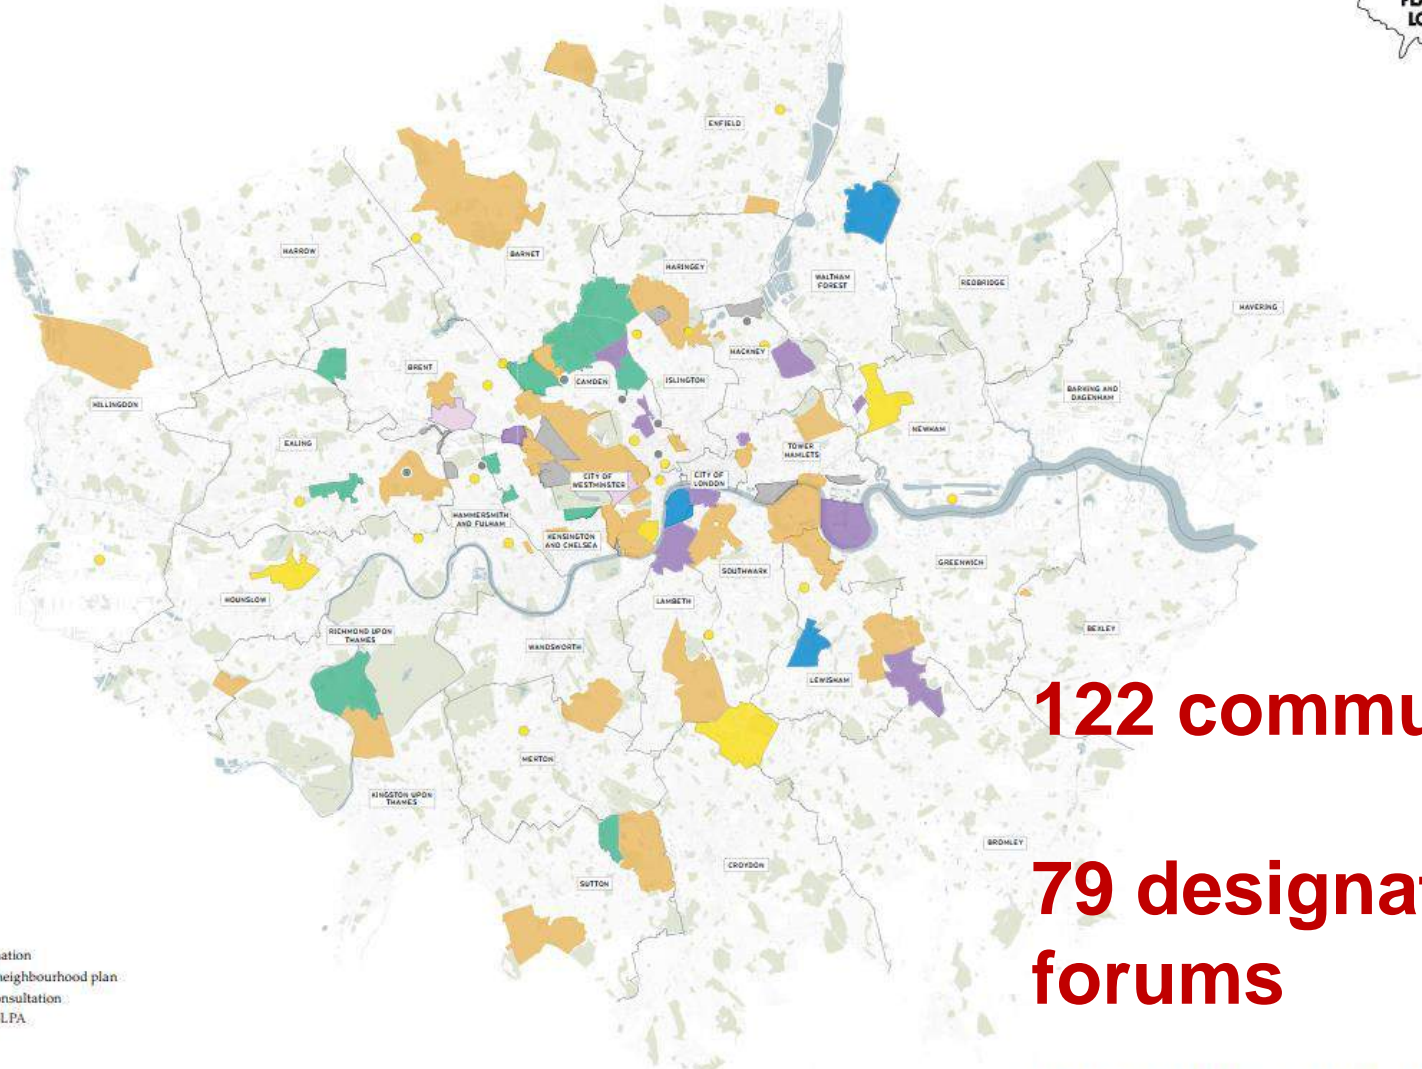 LO
ENFIELD
HARROW
BARNET
HARINGEY
WALTHAM
FOREST
REDBRIDGE
HAVERING
HACKNEY
BRENT
CAMDEN
ISLINGTON
BARKING AND
DAGENHAM
HILLINGDON
NEWHAM
EALING
TOWER
HAMLETS
CITY OF
WESTMINSTER
CITY OF
LONDON
HAMMERSMITH
AND FULHAM
KENSINGTON
AND CHELSEA
SOUTHWARK
GREENWICH
HOUNSLOW
LAMBETH
BEXLEY
RICHMOND UPON
THAMES
WANDSWORTH
LEWISHAM
122 commu
MERTON
KINGSTON UPON
THAMES
BROMLEY
CROYDON
79 designat
SUTTON
forums
ation
neighbourhood plan
nsultation
LPA